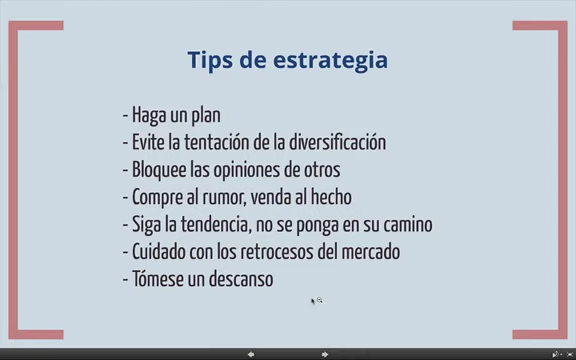 Tips de estrategia
- Haga un plan
- Evite la tentación de la diversificación
- Bloquee las opiniones de otros
- Compre al rumor, venda al hecho
- Siga la tendencia, no se ponga en su camino
- Cuidado con los retrocesos del mercado
- Tómese un descanso